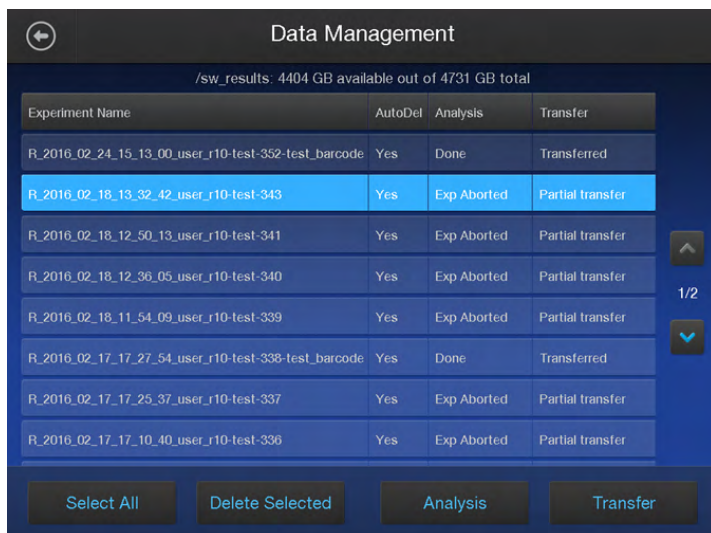 Data Management
/sw_results: 4404 GB available out of 4731 GB total
Experiment Name AutoDel Analysis Transfer
R_2016_02_24_15_13_00_user_r10-test-352-test_barcode Yes Done Transferred
R_2016_02_18_13_32_42_user_r10-test-343 Yes Exp Aborted Partial transfer
R_2016_02_18_12_50_13_user_r10-test-341 Yes Exp Aborted Partial transfer
R_2016_02_18_12_36_05_user_r10-test-340 Yes Exp Aborted Partial transfer
R_2016_02_18_11_54_09_user_r10-test-339 Yes Exp Aborted Partial transfer
R_2016_02_17_17_27_54_user_r10-test-338-test_barcode Yes Done Transferred
R_2016_02_17_17_25_37_user_r10-test-337 Yes Exp Aborted Partial transfer
R_2016_02_17_17_10_40_user_r10-test-336 Yes Exp Aborted Partial transfer
1/2
Select All Delete Selected Analysis Transfer